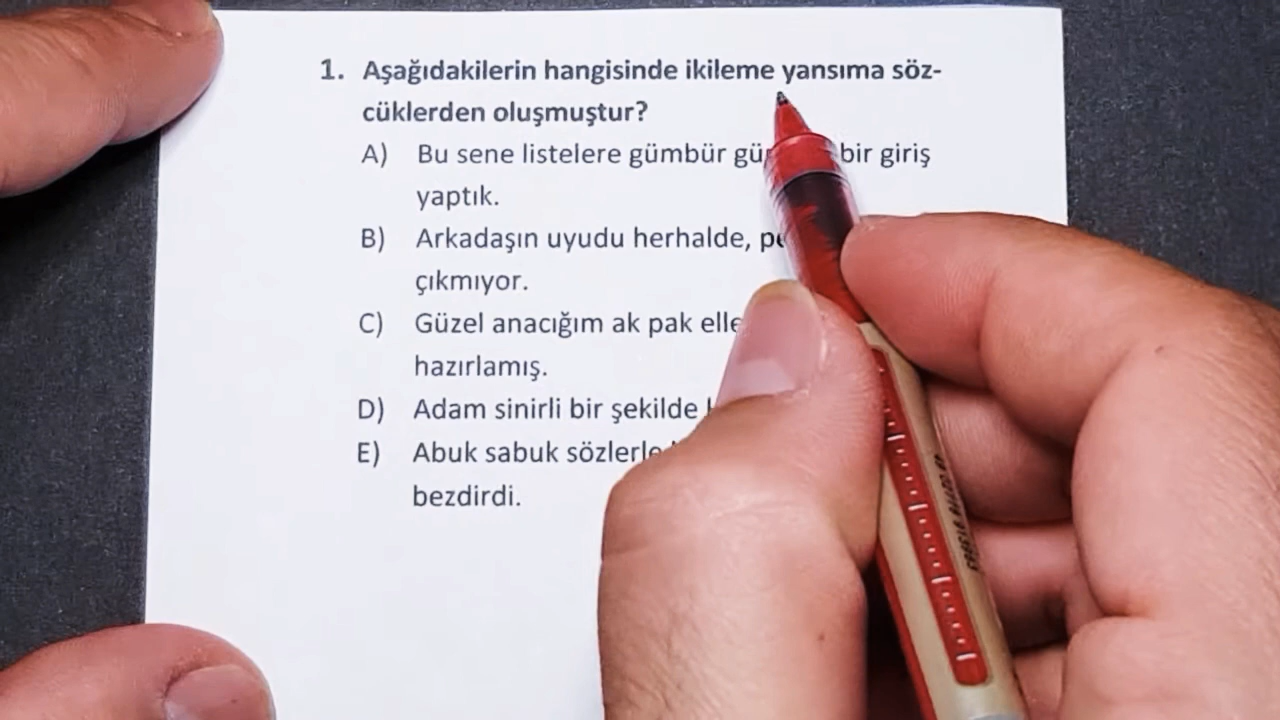 1. Aşağıdakilerin hangisinde ikileme yansıma söz-
cüklerden oluşmuştur?
A) Bu sene listelere gümbür bir giriş
yaptık.
B) Arkadaşın uyudu herhalde,
çıkmıyor.
C) Güzel anacığım ak pak
hazırlamış.
D) Adam sinirli bir şekilde
E) Abuk sabuk sözlerle
bezdirdi.